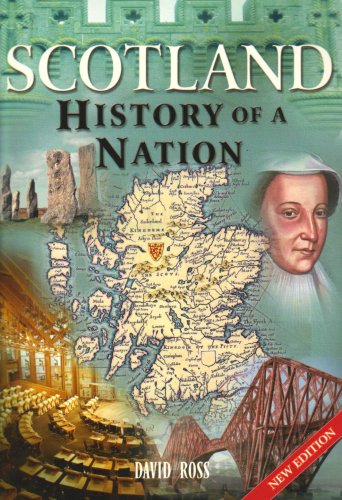 SCOTLAND
HISTORY OF A
NATION
DAVID ROSS
NEW EDITION